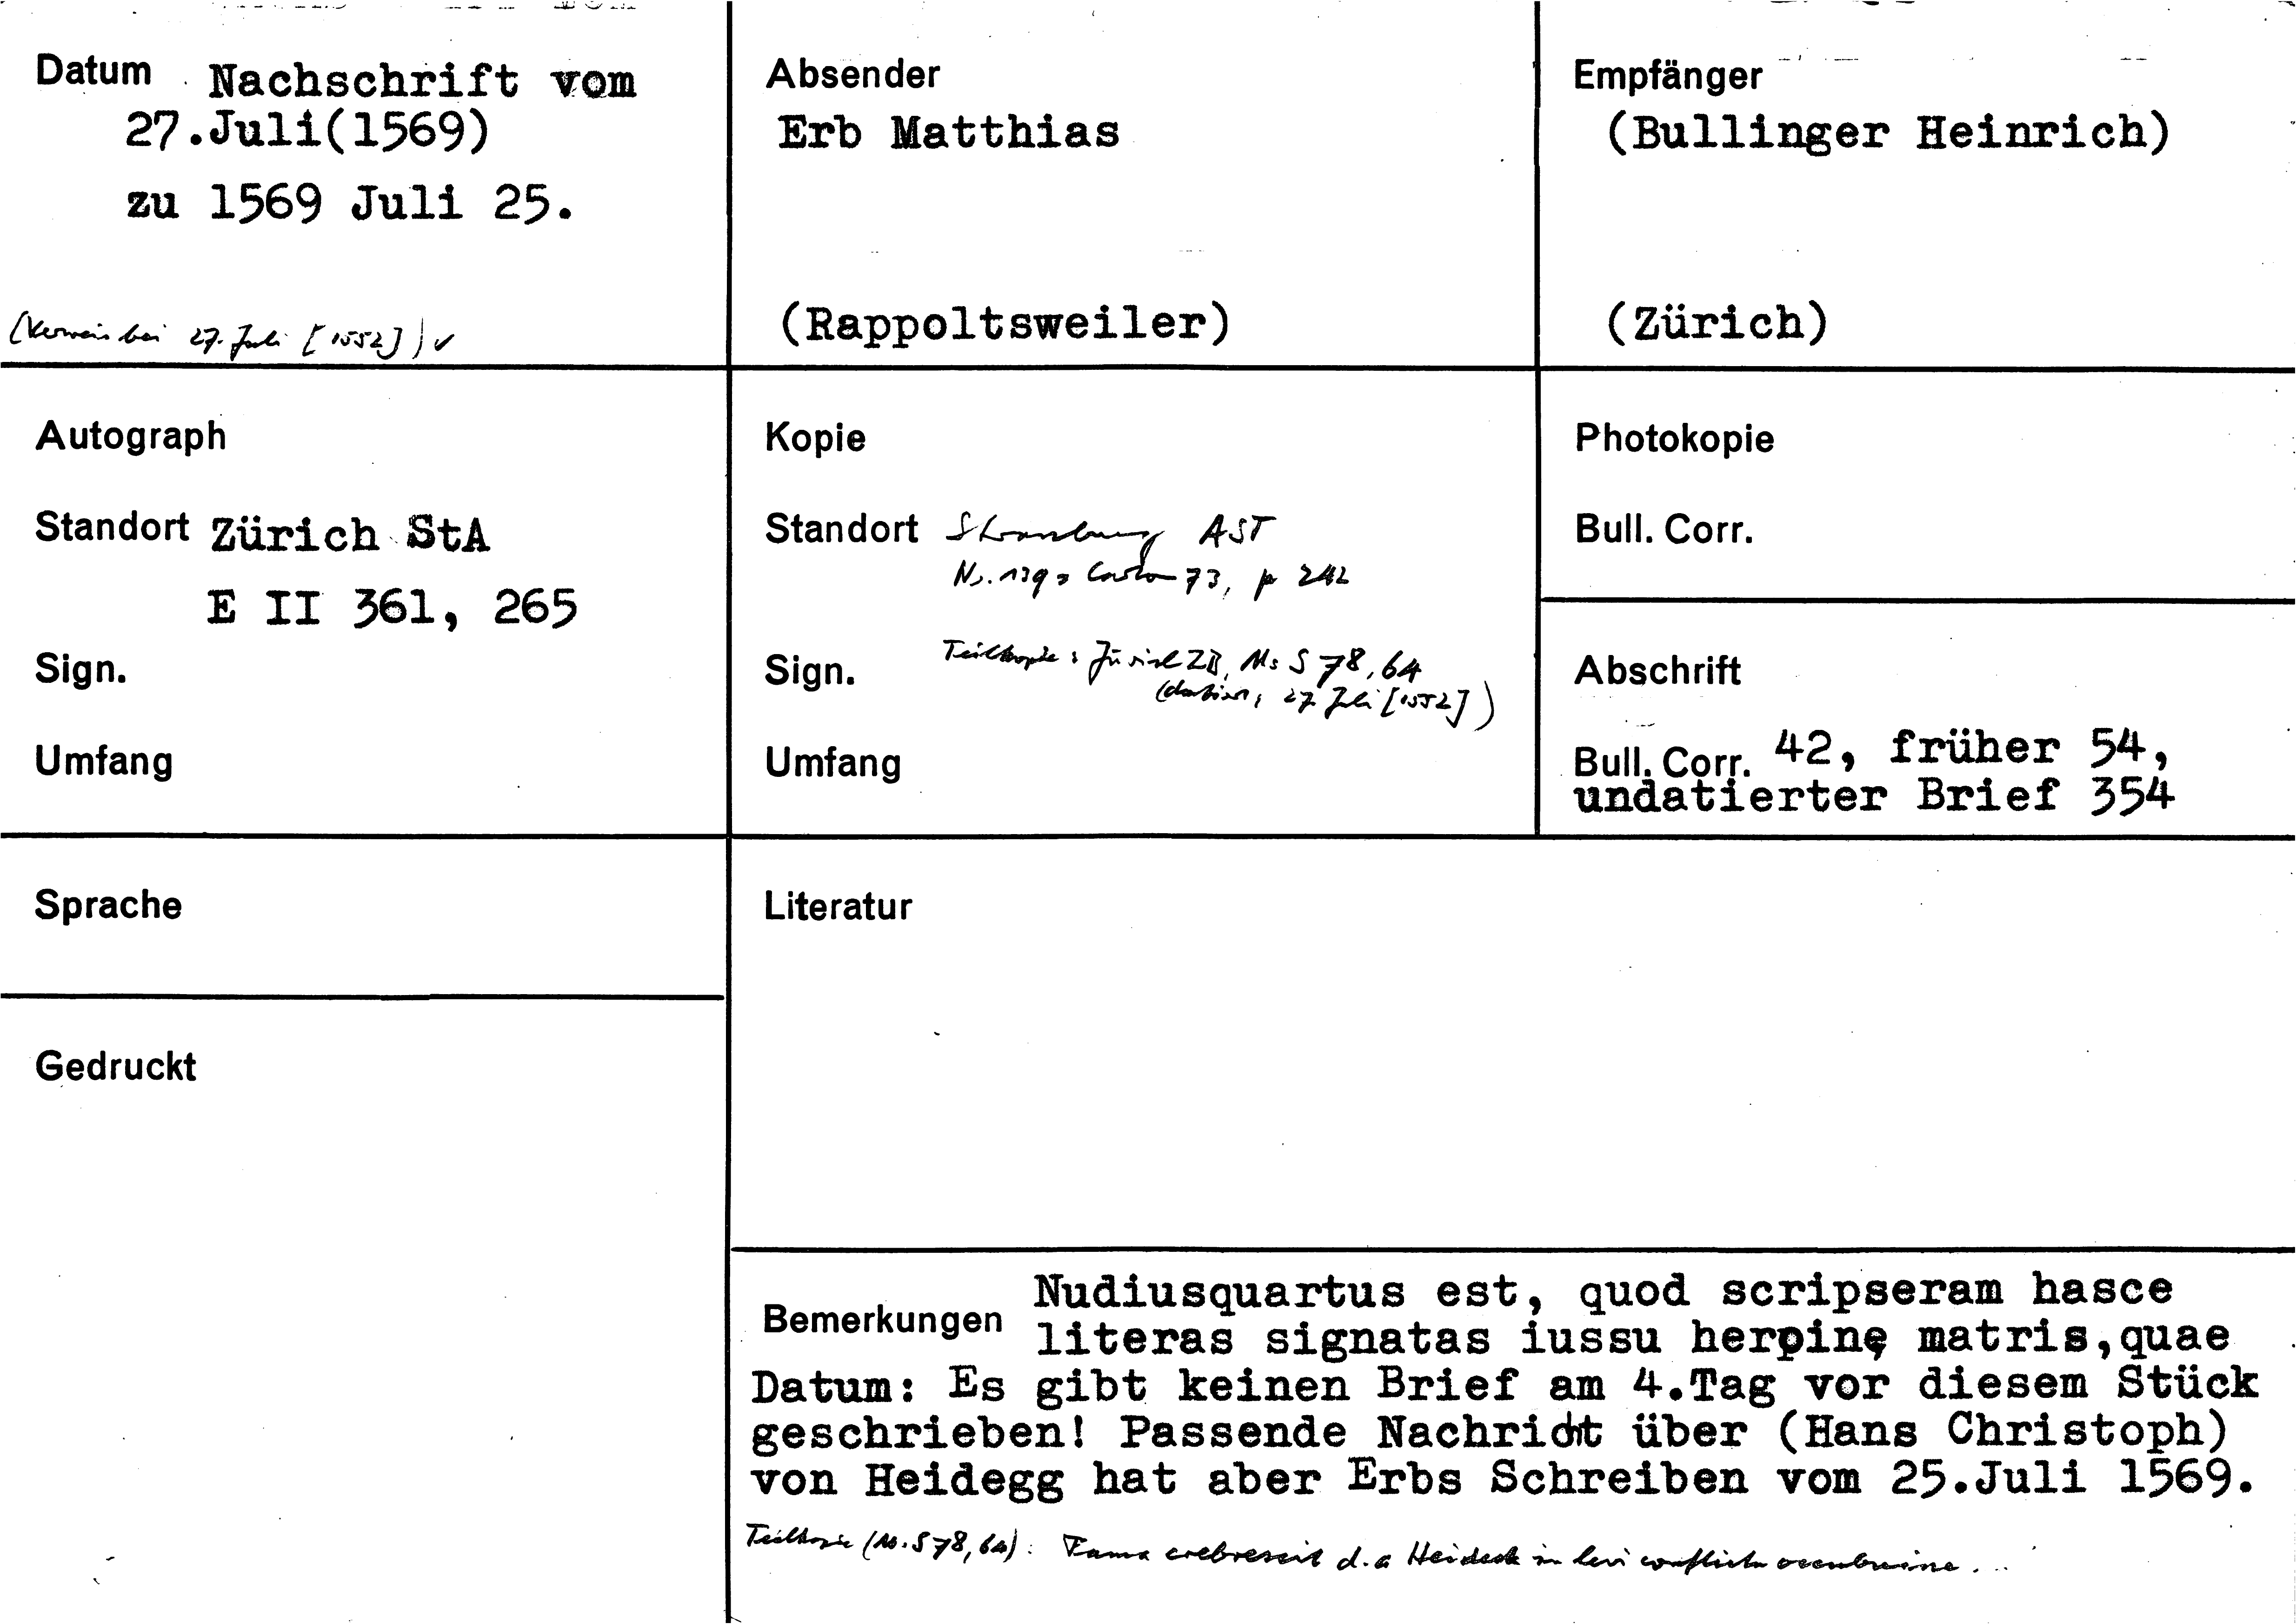 Datum Nachschrift vom
27.Juli(1569)
zu 1569 Juli 25.
(Verweis bei 27. Juli [1552]) ✓
Absender
Erb Matthias
(Rappoltsweiler)
Empfänger
(Bullinger Heinrich)
(Zürich)
Autograph
Standort Zürich StA
E II 361, 265
Sign.
Umfang
Kopie
Standort Strassburg AST
Nr. 139 Carton 73, p 242
Sign. Teilkopie: Zürich ZB, Ms S 78, 64
(datiert: 27. Juli [1552])
Umfang
Photokopie
Bull. Corr.
Abschrift
Bull. Corr. 42, früher 54,
undatierter Brief 354
Sprache
Literatur
Gedruckt
Bemerkungen Nudiusquartus est, quod scripseram hasce
literas signatas iussu herpinę matris,quae
Datum: Es gibt keinen Brief am 4.Tag vor diesem Stück
geschrieben! Passende Nachricht über (Hans Christoph)
von Heidegg hat aber Erbs Schreiben vom 25.Juli 1569.
Teilkopie (Ms. S 78, 64): Fama crebrescit d. a Heideck in levi conflictu occubuisse...